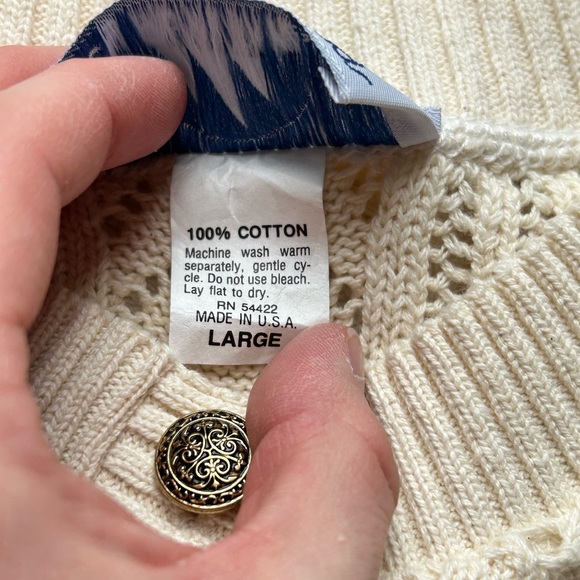 100% COTTON
Machine wash warm
separately, gentle cy-
cle. Do not use bleach.
Lay flat to dry.
RN 54422
MADE IN U.S.A.
LARGE